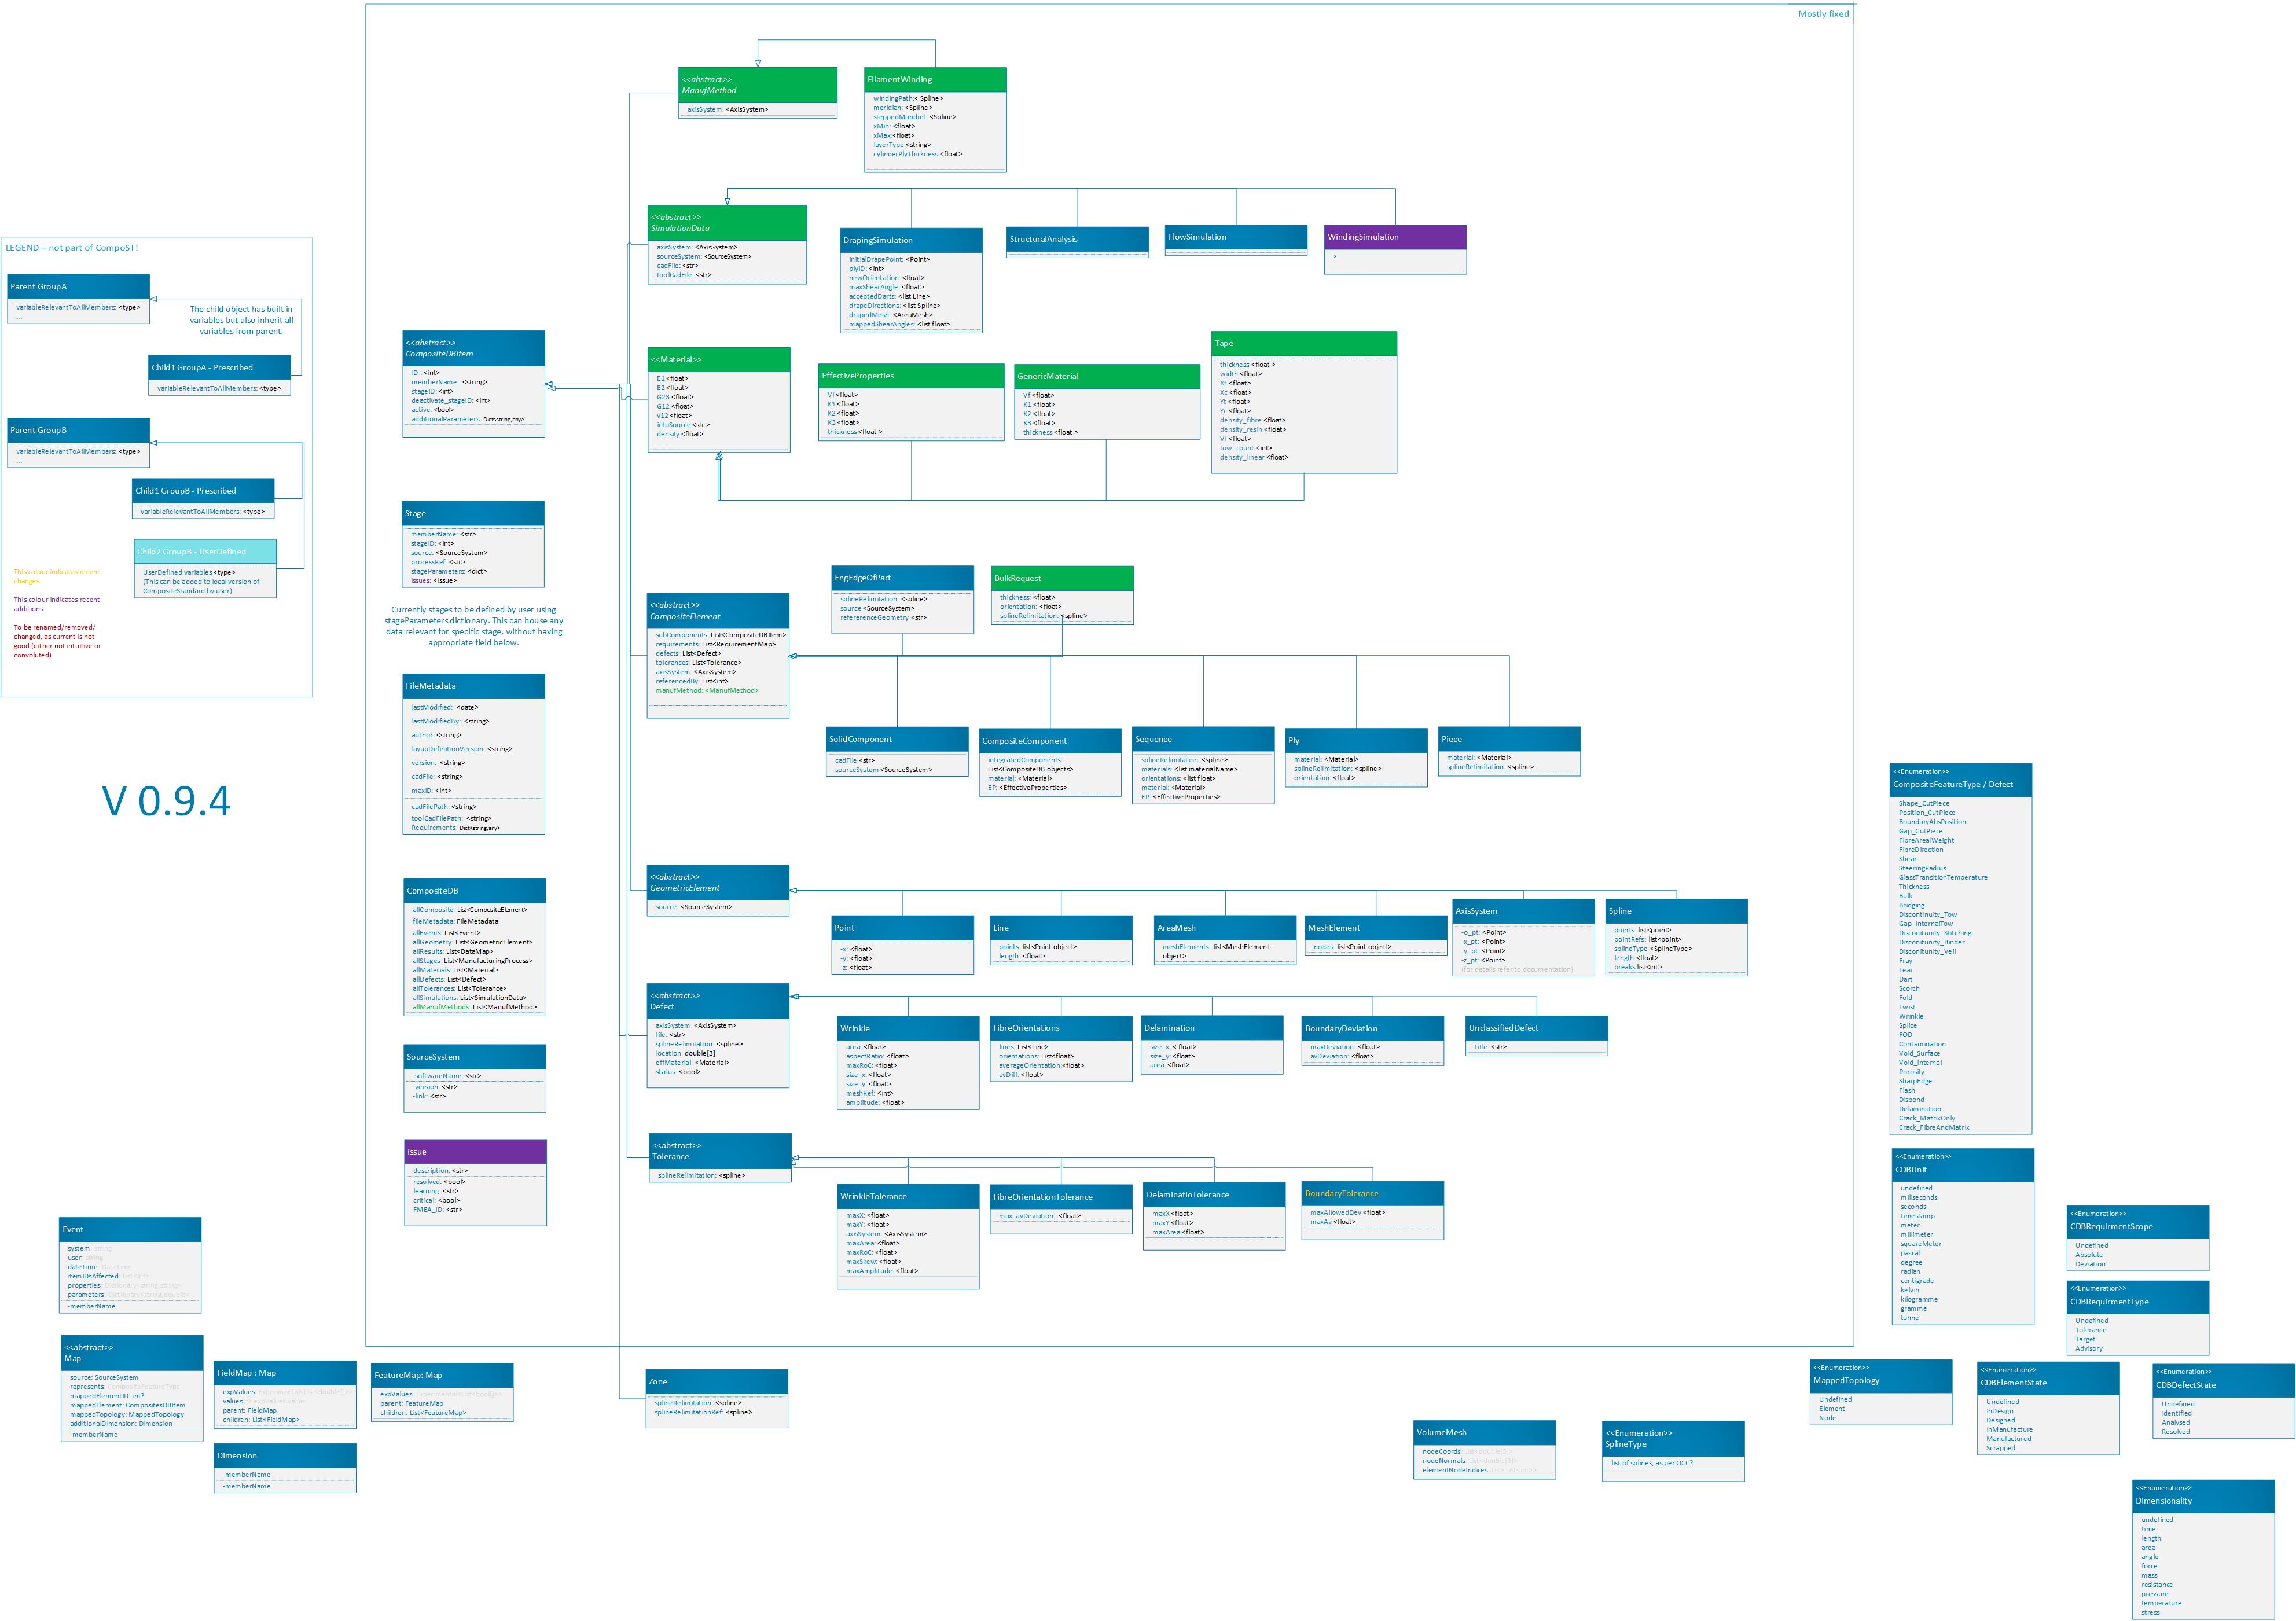 Mostly fixed
<<abstract>>
ManufMethod
axisSystem <AxisSystem>
FilamentWinding
windingPath:< Spline>
meridian: <Spline>
steppedMandrel: <Spline>
xMin: <float>
xMax:<float>
layerType:<string>
cylinderPlyThickness:<float>
<<abstract>>
SimulationData
axisSystem: <AxisSystem>
sourceSystem: <SourceSystem>
cadFile: <str>
toolCadFile: <str>
DrapingSimulation
initialDrapePoint: <Point>
plyID: <int>
newOrientation: <float>
maxShearAngle: <float>
acceptedDarts: <list Line>
drapeDirections: <list Spline>
drapedMesh: <AreaMesh>
mappedShearAngles: <list float>
StructuralAnalysis
FlowSimulation
WindingSimulation
x
LEGEND – not part of CompoST!
Parent GroupA
variableRelevantToAllMembers: <type>
...
The child object has built in
variables but also inherit all
variables from parent.
Child1 GroupA - Prescribed
variableRelevantToAllMembers: <type>
Parent GroupB
variableRelevantToAllMembers: <type>
...
Child1 GroupB - Prescribed
variableRelevantToAllMembers: <type>
Child2 GroupB - UserDefined
UserDefined variables <type>
(This can be added to local version of
CompositeStandard by user)
This colour indicates recent
changes
This colour indicates recent
additions
To be renamed/removed/
changed, as current is not
good (either not intuitive or
convoluted)
V 0.9.4
<<abstract>>
CompositeDBItem
ID : <int>
memberName : <string>
stageID: <int>
deactivate_stageID: <int>
active: <bool>
additionalParameters Dict<string,any>
<<Material>>
E1 <float>
E2 <float>
G23 <float>
G12 <float>
v12 <float>
infoSource <str >
density <float>
EffectiveProperties
Vf <float>
K1 <float>
K2 <float>
K3 <float>
thickness <float >
GenericMaterial
Vf <float>
K1 <float>
K2 <float>
K3 <float>
thickness <float >
Tape
thickness <float >
width <float>
Xt <float>
Xc <float>
Yt <float>
Yc <float>
density_fibre <float>
density_resin <float>
Vf <float>
tow_count <int>
density_linear <float>
Stage
memberName: <str>
stageID: <int>
source: <SourceSystem>
processRef: <str>
stageParameters: <dict>
issues: <Issue>
Currently stages to be defined by user using
stageParameters dictionary. This can house any
data relevant for specific stage, without having
appropriate field below.
<<abstract>>
CompositeElement
subComponents List<CompositeDBItem>
requirements List<RequirementMap>
defects List<Defect>
tolerances List<Tolerance>
axisSystem <AxisSystem>
referencedBy List<int>
manufMethod: <ManufMethod>
EngEdgeOfPart
splineRelimitation: <spline>
source <SourceSystem>
refererenceGeometry <str>
BulkRequest
thickness: <float>
orientation: <float>
splineRelimitation: <spline>
SolidComponent
cadFile <str>
sourceSystem <SourceSystem>
CompositeComponent
integratedComponents:
List<CompositeDB objects>
material: <Material>
EP: <EffectiveProperties>
Sequence
splineRelimitation: <spline>
materials: <list materialName>
orientations: <list float>
material: <Material>
EP: <EffectiveProperties>
Ply
material: <Material>
splineRelimitation: <spline>
orientation: <float>
Piece
material: <Material>
splineRelimitation: <spline>
FileMetadata
lastModified: <date>
lastModifiedBy: <string>
author: <string>
layupDefinitionVersion: <string>
version: <string>
cadFile: <string>
maxID: <int>
cadFilePath: <string>
toolCadFilePath: <string>
Requirements Dict<string,any>
CompositeDB
allComposite List<CompositeElement>
fileMetadata: FileMetadata
allEvents List<Event>
allGeometry List<GeometricElement>
allResults: List<DataMap>
allStages List<ManufacturingProcess>
allMaterials: List<Material>
allDefects: List<Defect>
allTolerances: List<Tolerance>
allSimulations: List<SimulationData>
allManufMethods: List<ManufMethod>
<<abstract>>
GeometricElement
source <SourceSystem>
Point
-x: <float>
-y: <float>
-z: <float>
Line
points: list<Point object>
length: <float>
AreaMesh
meshElements: list<MeshElement
object>
MeshElement
nodes: list<Point object>
AxisSystem
-o_pt: <Point>
-x_pt: <Point>
-y_pt: <Point>
-z_pt: <Point>
(for details refer to documentation)
Spline
points: list<point>
pointRefs: list<point>
splineType <SplineType>
length <float>
breaks list<int>
<<abstract>>
Defect
axisSystem <AxisSystem>
file: <str>
splineRelimitation: <spline>
location double[3]
effMaterial <Material>
status: <bool>
Wrinkle
area: <float>
aspectRatio: <float>
maxRoC: <float>
size_x: <float>
size_y: <float>
meshRef: <int>
amplitude: <float>
FibreOrientations
lines: List<Line>
orientations: List<float>
averageOrientation:<float>
avDiff: <float>
Delamination
size_x: < float>
size_y: <float>
area: <float>
BoundaryDeviation
maxDeviation: <float>
avDeviation: <float>
UnclassifiedDefect
title: <str>
SourceSystem
-softwareName: <str>
-version: <str>
-link: <str>
Issue
description: <str>
resolved: <bool>
learning: <str>
critical: <bool>
FMEA_ID: <str>
<<abstract>>
Tolerance
splineRelimitation: <spline>
WrinkleTolerance
maxX: <float>
maxY: <float>
axisSystem <AxisSystem>
maxArea: <float>
maxRoC: <float>
maxSkew: <float>
maxAmplitude: <float>
FibreOrientationTolerance
max_avDeviation: <float>
DelaminatioTolerance
maxX <float>
maxY <float>
maxArea <float>
BoundaryTolerance
maxAllowedDev <float>
maxAv <float>
<<Enumeration>>
CompositeFeatureType / Defect
Shape_CutPiece
Position_CutPiece
BoundaryAbsPosition
Gap_CutPiece
FibreArealWeight
FibreDirection
Shear
SteeringRadius
GlassTransitionTemperature
Thickness
Bulk
Bridging
Discontinuity_Tow
Gap_InternalTow
Disconitunity_Stitching
Disconitunity_Binder
Disconitunity_Veil
Fray
Tear
Dart
Scorch
Fold
Twist
Wrinkle
Splice
FOD
Contamination
Void_Surface
Void_Internal
Porosity
SharpEdge
Flash
Disbond
Delamination
Crack_MatrixOnly
Crack_FibreAndMatrix
<<Enumeration>>
CDBUnit
undefined
miliseconds
seconds
timestamp
meter
millimeter
squareMeter
pascal
degree
radian
centigrade
kelvin
kilogramme
gramme
tonne
<<Enumeration>>
CDBRequirmentScope
Undefined
Absolute
Deviation
<<Enumeration>>
CDBRequirmentType
Undefined
Tolerance
Target
Advisory
Event
system string
user string
dateTime DateTime
itemIDsAffected List<int>
properties Dictionary<string,string>
parameters Dictionary<string,double>
-memberName
<<abstract>>
Map
source: SourceSystem
represents CompositeFeatureType
mappedElementID: int?
mappedElement: CompositesDBItem
mappedTopology: MappedTopology
additionalDimension: Dimension
-memberName
FieldMap : Map
expValues
values
parent: FieldMap
children: List<FieldMap>
FeatureMap: Map
expValues
parent: FeatureMap
children: List<FeatureMap>
Dimension
-memberName
-memberName
Zone
splineRelimitation: <spline>
splineRelimitationRef: <spline>
VolumeMesh
nodeCoords
nodeNormals
elementNodeIndices
<<Enumeration>>
SplineType
list of splines, as per OCC?
<<Enumeration>>
MappedTopology
Undefined
Element
Node
<<Enumeration>>
CDBElementState
Undefined
InDesign
Designed
InManufacture
Manufactured
Scrapped
<<Enumeration>>
CDBDefectState
Undefined
Identified
Analysed
Resolved
<<Enumeration>>
Dimensionality
undefined
time
length
area
angle
force
mass
resistance
pressure
temperature
stress